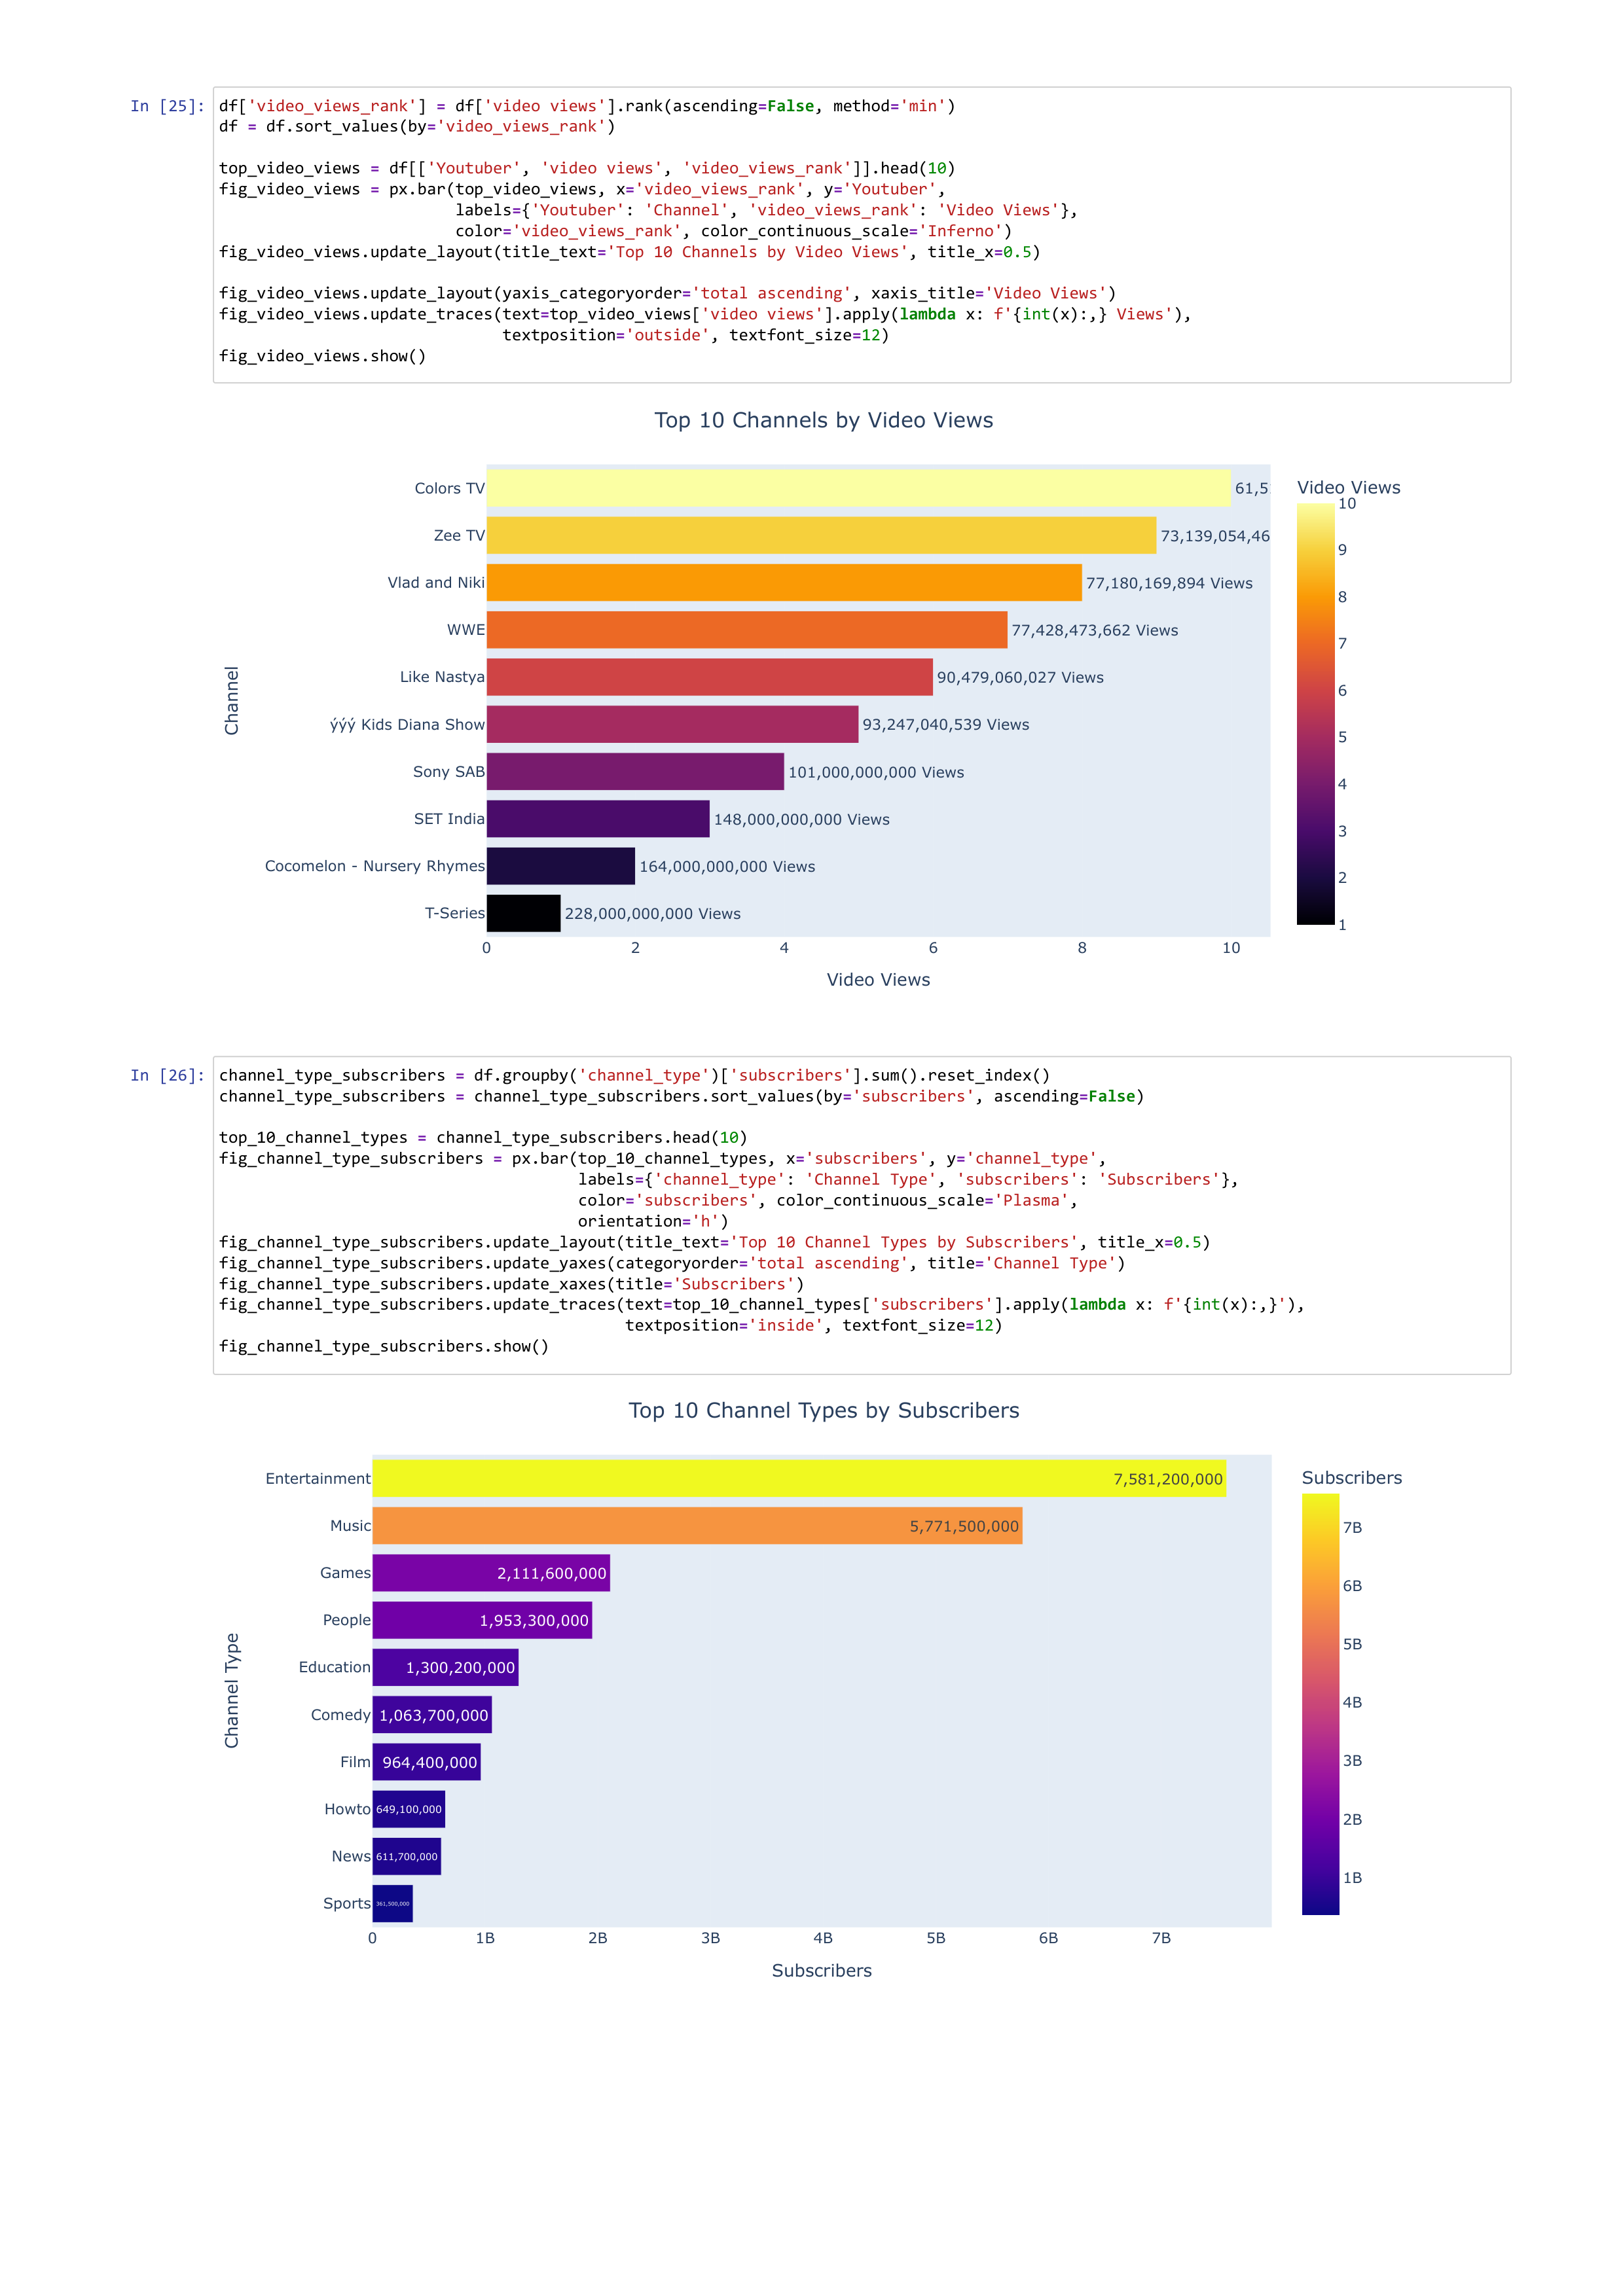 In [25]:
df['video_views_rank'] = df['video views'].rank(ascending=False, method='min')
df = df.sort_values(by='video_views_rank')
top_video_views = df[['Youtuber', 'video views', 'video_views_rank']].head(10)
fig_video_views = px.bar(top_video_views, x='video_views_rank', y='Youtuber',
labels={'Youtuber': 'Channel', 'video_views_rank': 'Video Views'},
color='video_views_rank', color_continuous_scale='Inferno')
fig_video_views.update_layout(title_text='Top 10 Channels by Video Views', title_x=0.5)
fig_video_views.update_layout(yaxis_categoryorder='total ascending', xaxis_title='Video Views')
fig_video_views.update_traces(text=top_video_views['video views'].apply(lambda x: f'{int(x):,} Views'),
textposition='outside', textfont_size=12)
fig_video_views.show()
Top 10 Channels by Video Views
Colors TV 61,5
Zee TV 73,139,054,46
Vlad and Niki 77,180,169,894 Views
WWE 77,428,473,662 Views
Like Nastya 90,479,060,027 Views
ýýý Kids Diana Show 93,247,040,539 Views
Sony SAB 101,000,000,000 Views
SET India 148,000,000,000 Views
Cocomelon - Nursery Rhymes 164,000,000,000 Views
T-Series 228,000,000,000 Views
0 2 4 6 8 10
Video Views
Channel
Video Views
10
9
8
7
6
5
4
3
2
1
In [26]:
channel_type_subscribers = df.groupby('channel_type')['subscribers'].sum().reset_index()
channel_type_subscribers = channel_type_subscribers.sort_values(by='subscribers', ascending=False)
top_10_channel_types = channel_type_subscribers.head(10)
fig_channel_type_subscribers = px.bar(top_10_channel_types, x='subscribers', y='channel_type',
labels={'channel_type': 'Channel Type', 'subscribers': 'Subscribers'},
color='subscribers', color_continuous_scale='Plasma',
orientation='h')
fig_channel_type_subscribers.update_layout(title_text='Top 10 Channel Types by Subscribers', title_x=0.5)
fig_channel_type_subscribers.update_yaxes(categoryorder='total ascending', title='Channel Type')
fig_channel_type_subscribers.update_xaxes(title='Subscribers')
fig_channel_type_subscribers.update_traces(text=top_10_channel_types['subscribers'].apply(lambda x: f'{int(x):,}'),
textposition='inside', textfont_size=12)
fig_channel_type_subscribers.show()
Top 10 Channel Types by Subscribers
Entertainment 7,581,200,000
Music 5,771,500,000
Games 2,111,600,000
People 1,953,300,000
Education 1,300,200,000
Comedy 1,063,700,000
Film 964,400,000
Howto 649,100,000
News 611,700,000
Sports 361,500,000
0 1B 2B 3B 4B 5B 6B 7B
Subscribers
Channel Type
Subscribers
7B
6B
5B
4B
3B
2B
1B